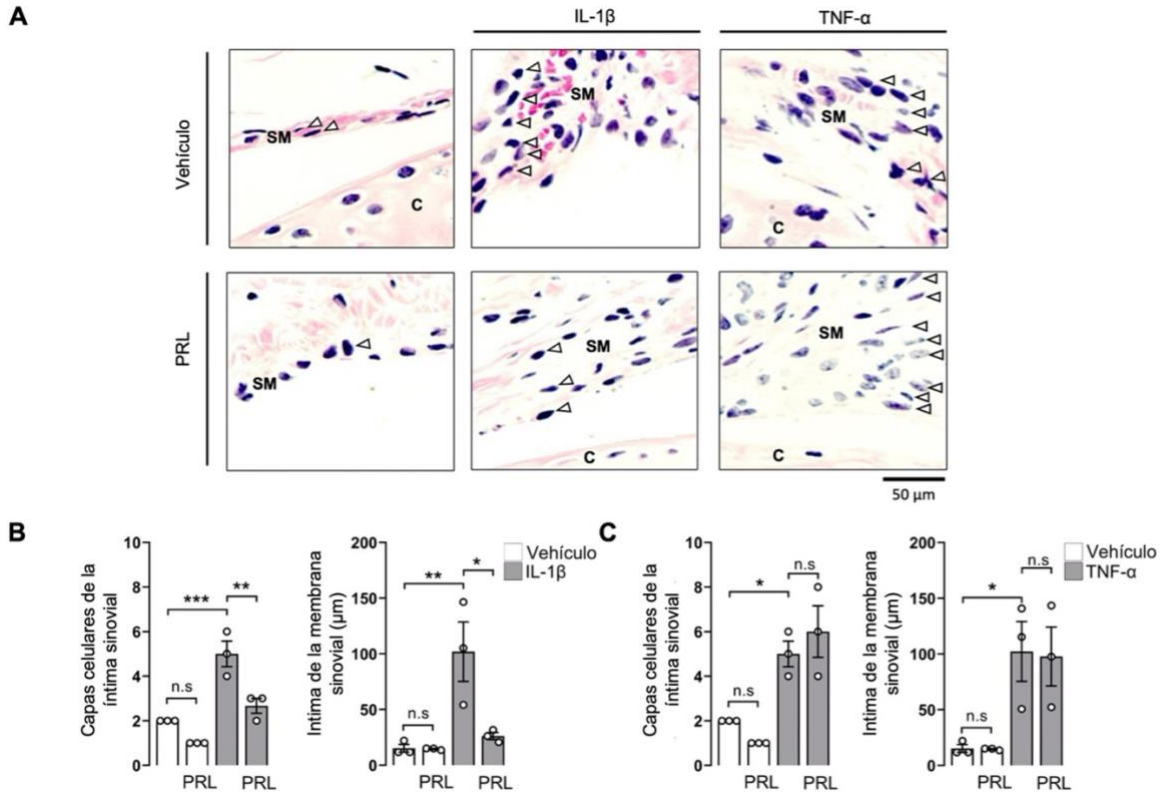 A
IL-1β
TNF-α
Vehículo
SM
C
SM
SM
C
PRL
SM
SM
C
SM
C
50 µm
B
Capas celulares de la
íntima sinovial
10
8
6
4
2
0
n.s
***
**
PRL
PRL
Intima de la membrana
sinovial (µm)
200
150
100
50
0
n.s
**
*
PRL
PRL
Vehículo
IL-1β
C
Capas celulares de la
íntima sinovial
10
8
6
4
2
0
n.s
*
n.s
PRL
PRL
Intima de la membrana
sinovial (µm)
200
150
100
50
0
n.s
*
n.s
PRL
PRL
Vehículo
TNF-α